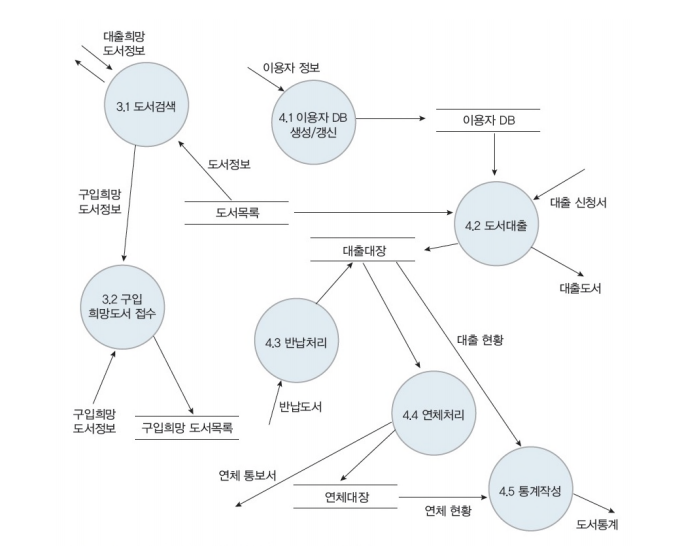 대출희망
도서정보
3.1 도서검색
이용자 정보
4.1 이용자 DB
생성/갱신
이용자 DB
도서정보
구입희망
도서정보
도서목록
대출 신청서
4.2 도서대출
대출대장
대출도서
3.2 구입
희망도서 접수
4.3 반납처리
대출 현황
반납도서
4.4 연체처리
구입희망
도서정보
구입희망 도서목록
연체 통보서
연체대장
연체 현황
4.5 통계작성
도서통계